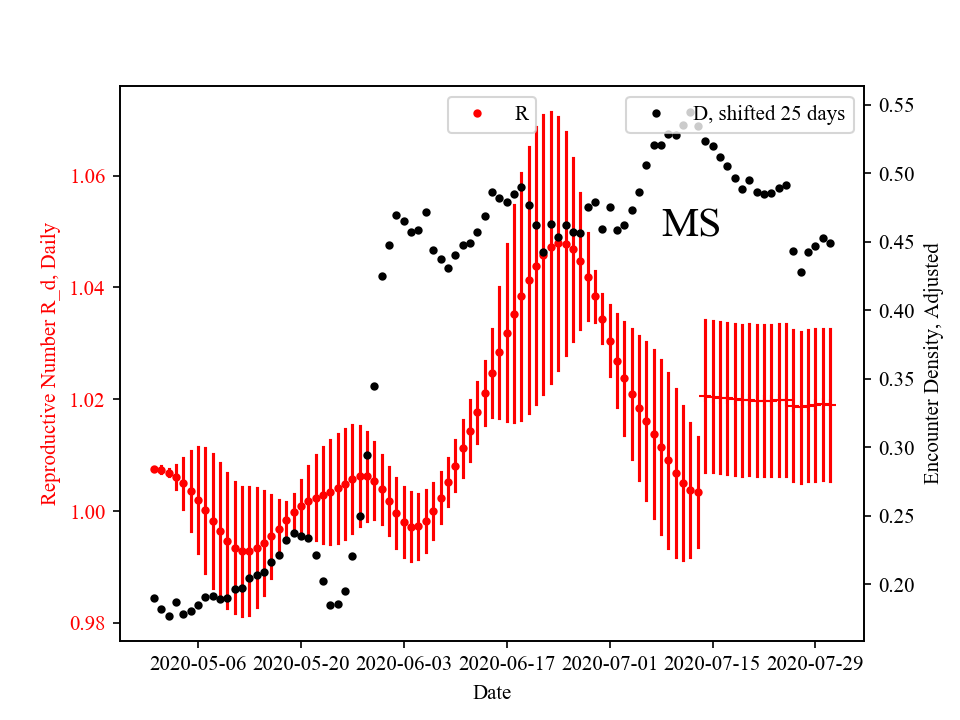 R
D, shifted 25 days
MS
Reproductive Number R_d, Daily
1.06
1.04
1.02
1.00
0.98
0.55
0.50
0.45
0.40
0.35
0.30
0.25
0.20
Encounter Density, Adjusted
2020-05-06 2020-05-20 2020-06-03 2020-06-17 2020-07-01 2020-07-15 2020-07-29
Date